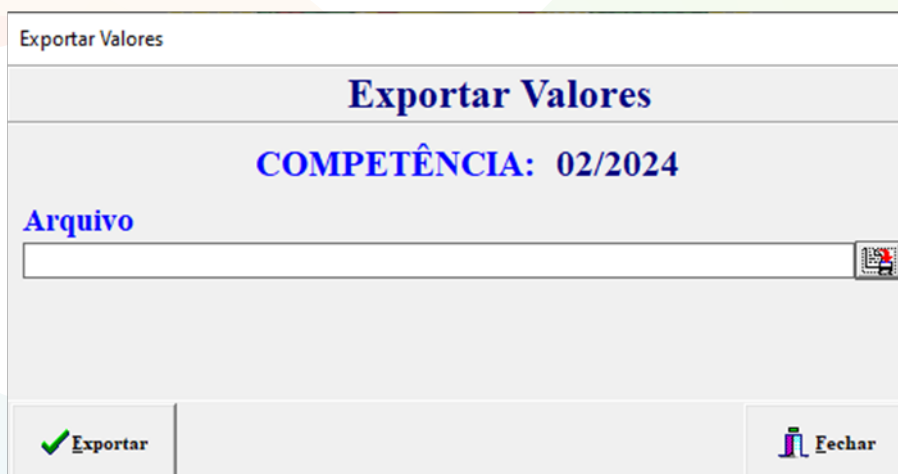 Exportar Valores
Exportar Valores
COMPETÊNCIA: 02/2024
Arquivo
Exportar
Fechar